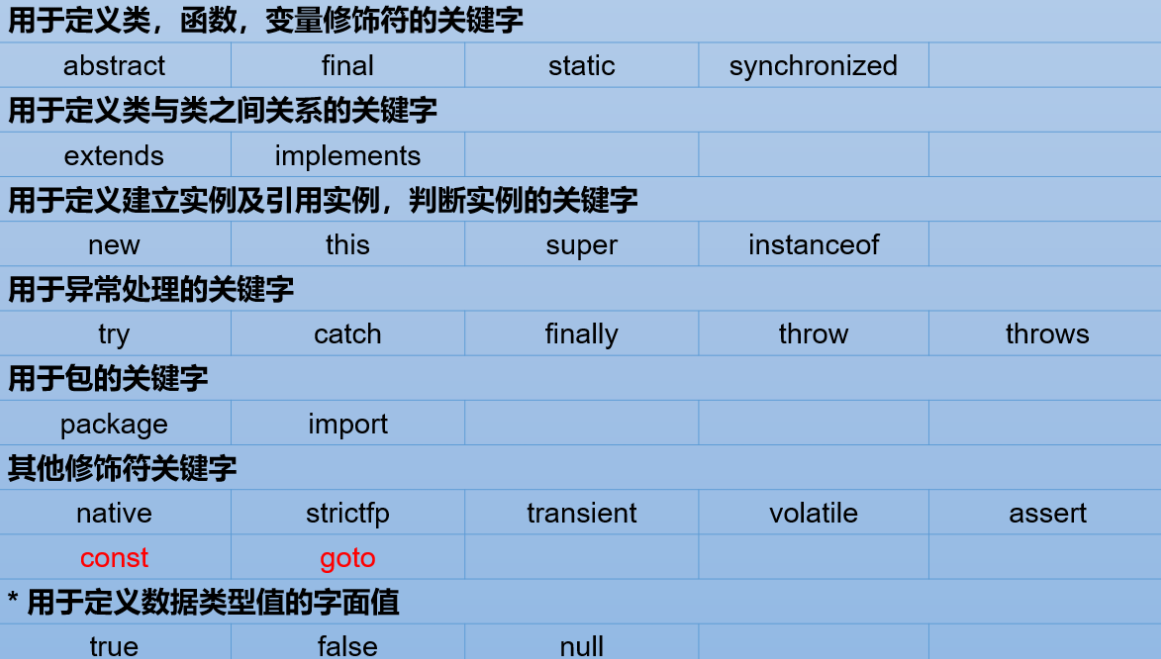 用于定义类，函数，变量修饰符的关键字
abstract final static synchronized
用于定义类与类之间关系的关键字
extends implements
用于定义建立实例及引用实例，判断实例的关键字
new this super instanceof
用于异常处理的关键字
try catch finally throw throws
用于包的关键字
package import
其他修饰符关键字
native strictfp transient volatile assert
const goto
* 用于定义数据类型值的字面值
true false null